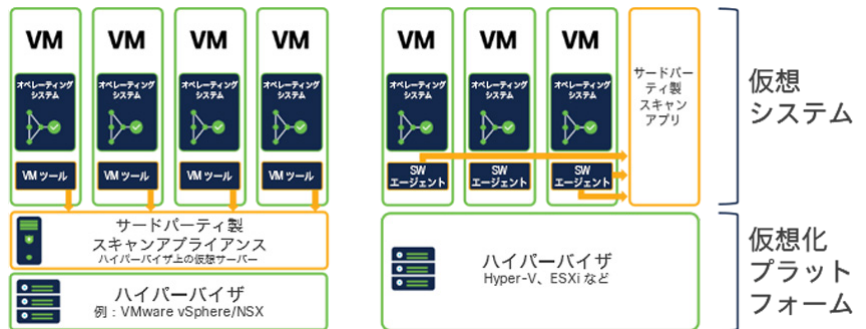 VM
VM
VM
VM
オペレーティング
システム
オペレーティング
システム
オペレーティング
システム
オペレーティング
システム
VM ツール
VM ツール
VM ツール
VM ツール
サードパーティ製
スキャンアプライアンス
ハイパーバイザ上の仮想サーバー
ハイパーバイザ
例：VMware vSphere/NSX
VM
VM
VM
オペレーティング
システム
オペレーティング
システム
オペレーティング
システム
SW
エージェント
SW
エージェント
SW
エージェント
サードパー
ティ製
スキャン
アプリ
ハイパーバイザ
Hyper-V、ESXi など
仮想
システム
仮想化
プラット
フォーム